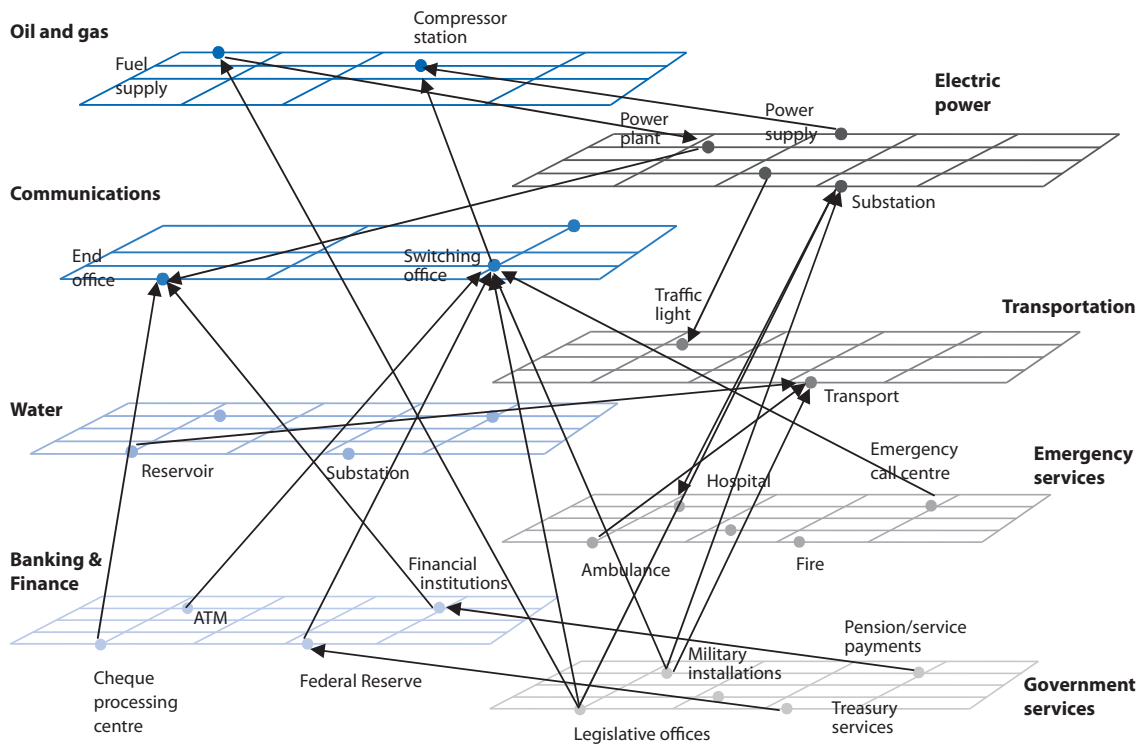 Compressor
station
Oil and gas
Fuel
supply
Electric
power
Power
plant
Power
supply
Communications
Substation
End
office
Switching
office
Traffic
light
Transportation
Transport
Water
Reservoir
Substation
Emergency
call centre
Emergency
services
Hospital
Ambulance
Fire
Banking &
Finance
Financial
institutions
ATM
Cheque
processing
centre
Federal Reserve
Pension/service
payments
Military
installations
Government
services
Treasury
services
Legislative offices